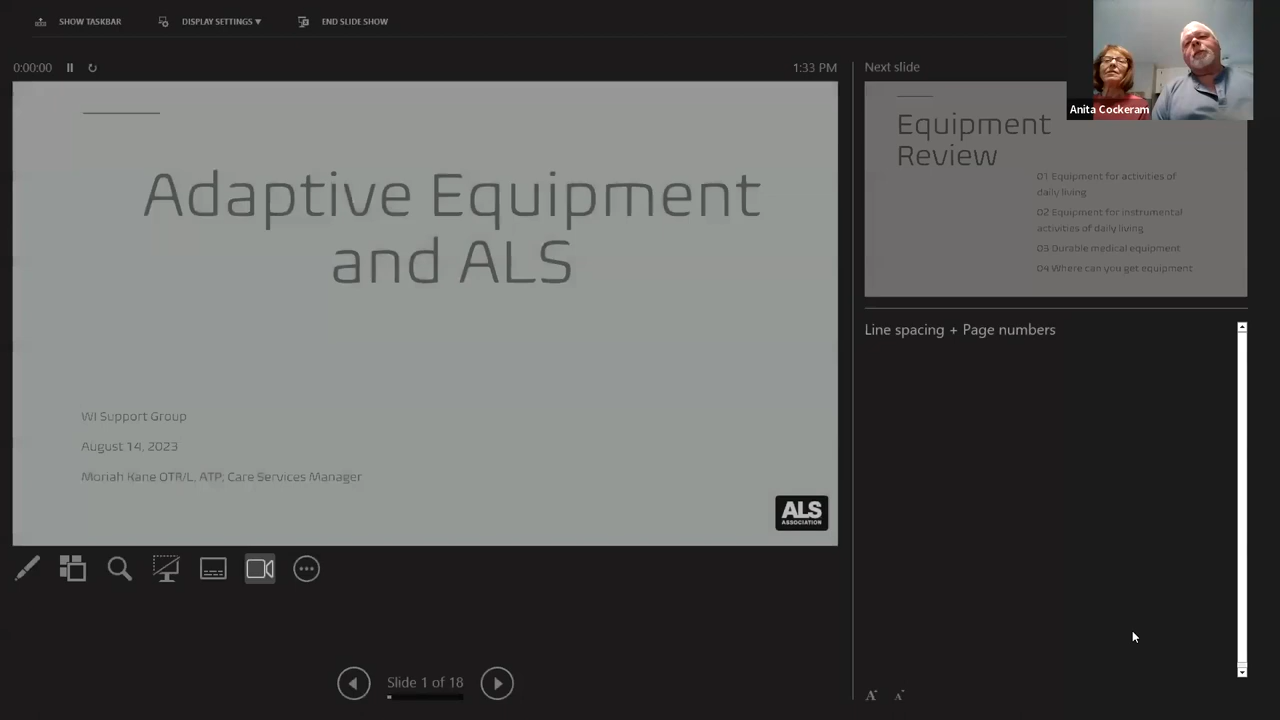 SHOW TASKBAR
DISPLAY SETTINGS ▼
END SLIDE SHOW
0:00:00
1:33 PM
Next slide
Anita Cockeram
Adaptive Equipment
and ALS
WI Support Group
August 14, 2023
Moriah Kane OTR/L, ATP; Care Services Manager
ALS
ASSOCIATION
Equipment
Review
01 Equipment for activities of
daily living
02 Equipment for instrumental
activities of daily living
03 Durable medical equipment
04 Where can you get equipment
Line spacing + Page numbers
Slide 1 of 18
A A